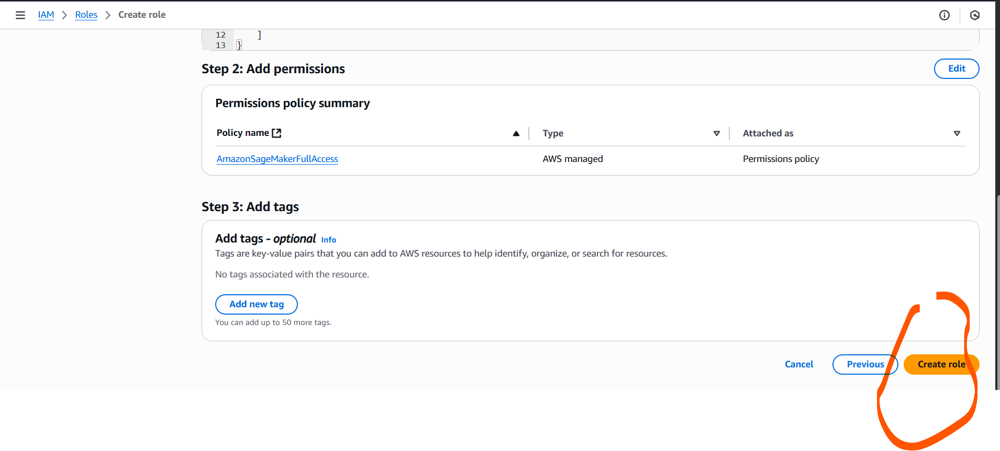 IAM > Roles > Create role
12 ]
13 }
Step 2: Add permissions
Edit
Permissions policy summary
Policy name Type Attached as
AmazonSageMakerFullAccess AWS managed Permissions policy
Step 3: Add tags
Add tags - optional Info
Tags are key-value pairs that you can add to AWS resources to help identify, organize, or search for resources.
No tags associated with the resource.
Add new tag
You can add up to 50 more tags.
Cancel Previous Create role